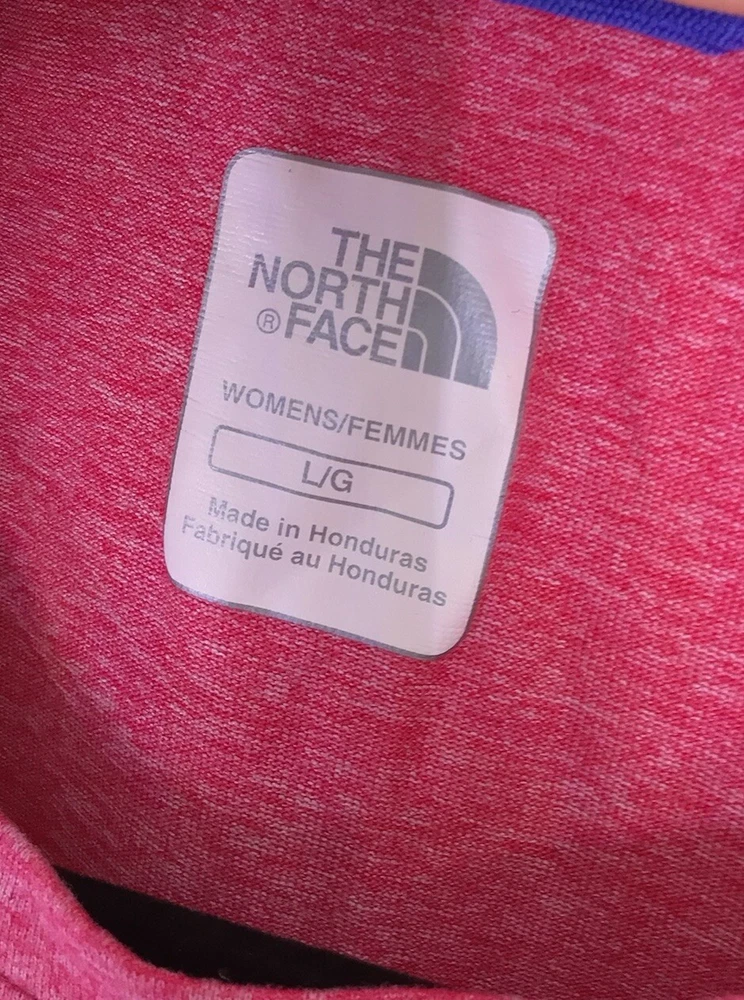 THE
NORTH
® FACE
WOMENS/FEMMES
L/G
Made in Honduras
Fabriqué au Honduras